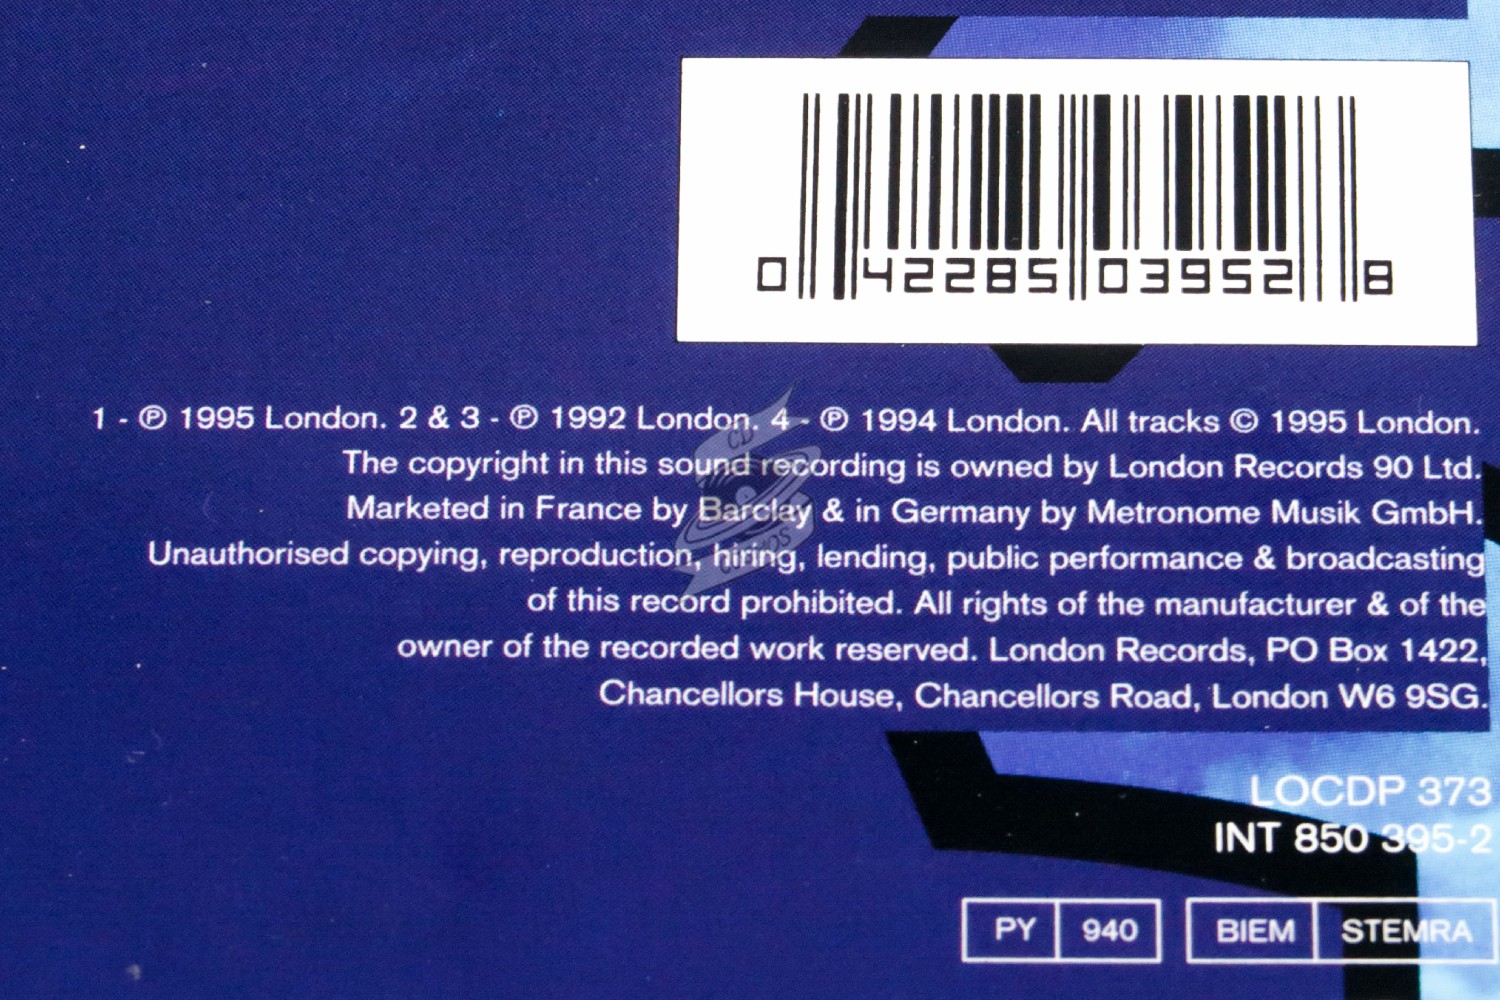 0 42285 03952 8
1 - ℗ 1995 London. 2 & 3 - ℗ 1992 London. 4 - ℗ 1994 London. All tracks © 1995 London.
The copyright in this sound recording is owned by London Records 90 Ltd.
Marketed in France by Barclay & in Germany by Metronome Musik GmbH.
Unauthorised copying, reproduction, hiring, lending, public performance & broadcasting
of this record prohibited. All rights of the manufacturer & of the
owner of the recorded work reserved. London Records, PO Box 1422,
Chancellors House, Chancellors Road, London W6 9SG.
LOCDP 373
INT 850 395-2
PY 940 BIEM STEMRA
CD